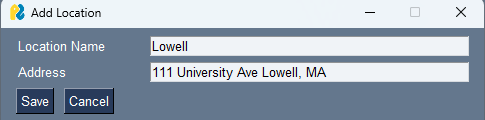 Add Location
Location Name Lowell
Address 111 University Ave Lowell, MA
Save Cancel